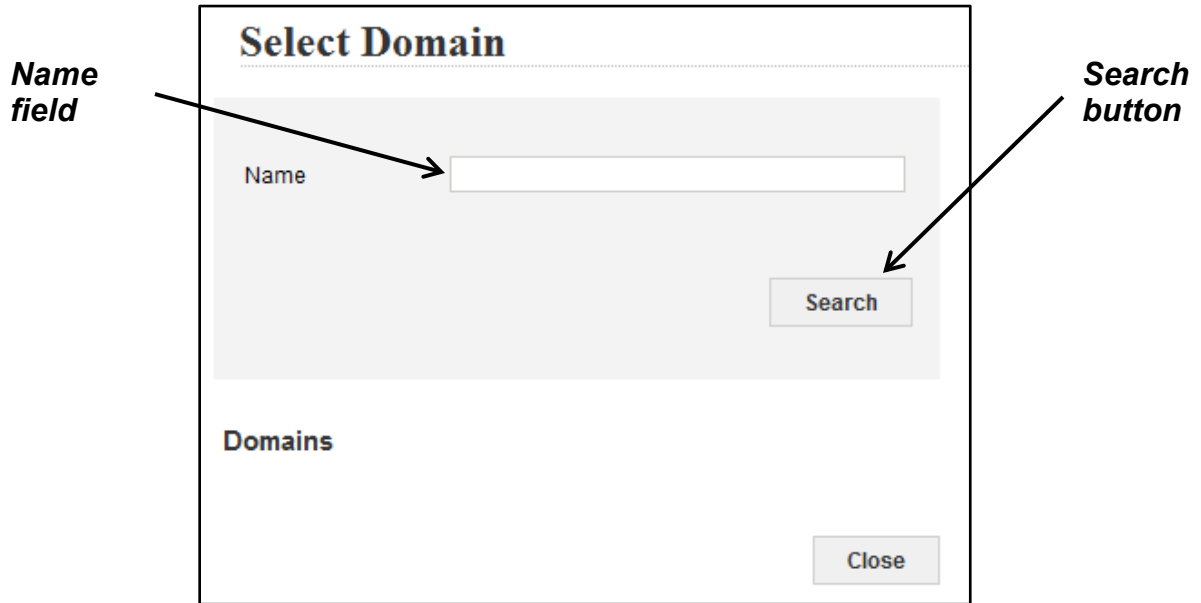 Select Domain
Name
field
Search
button
Name
Search
Domains
Close